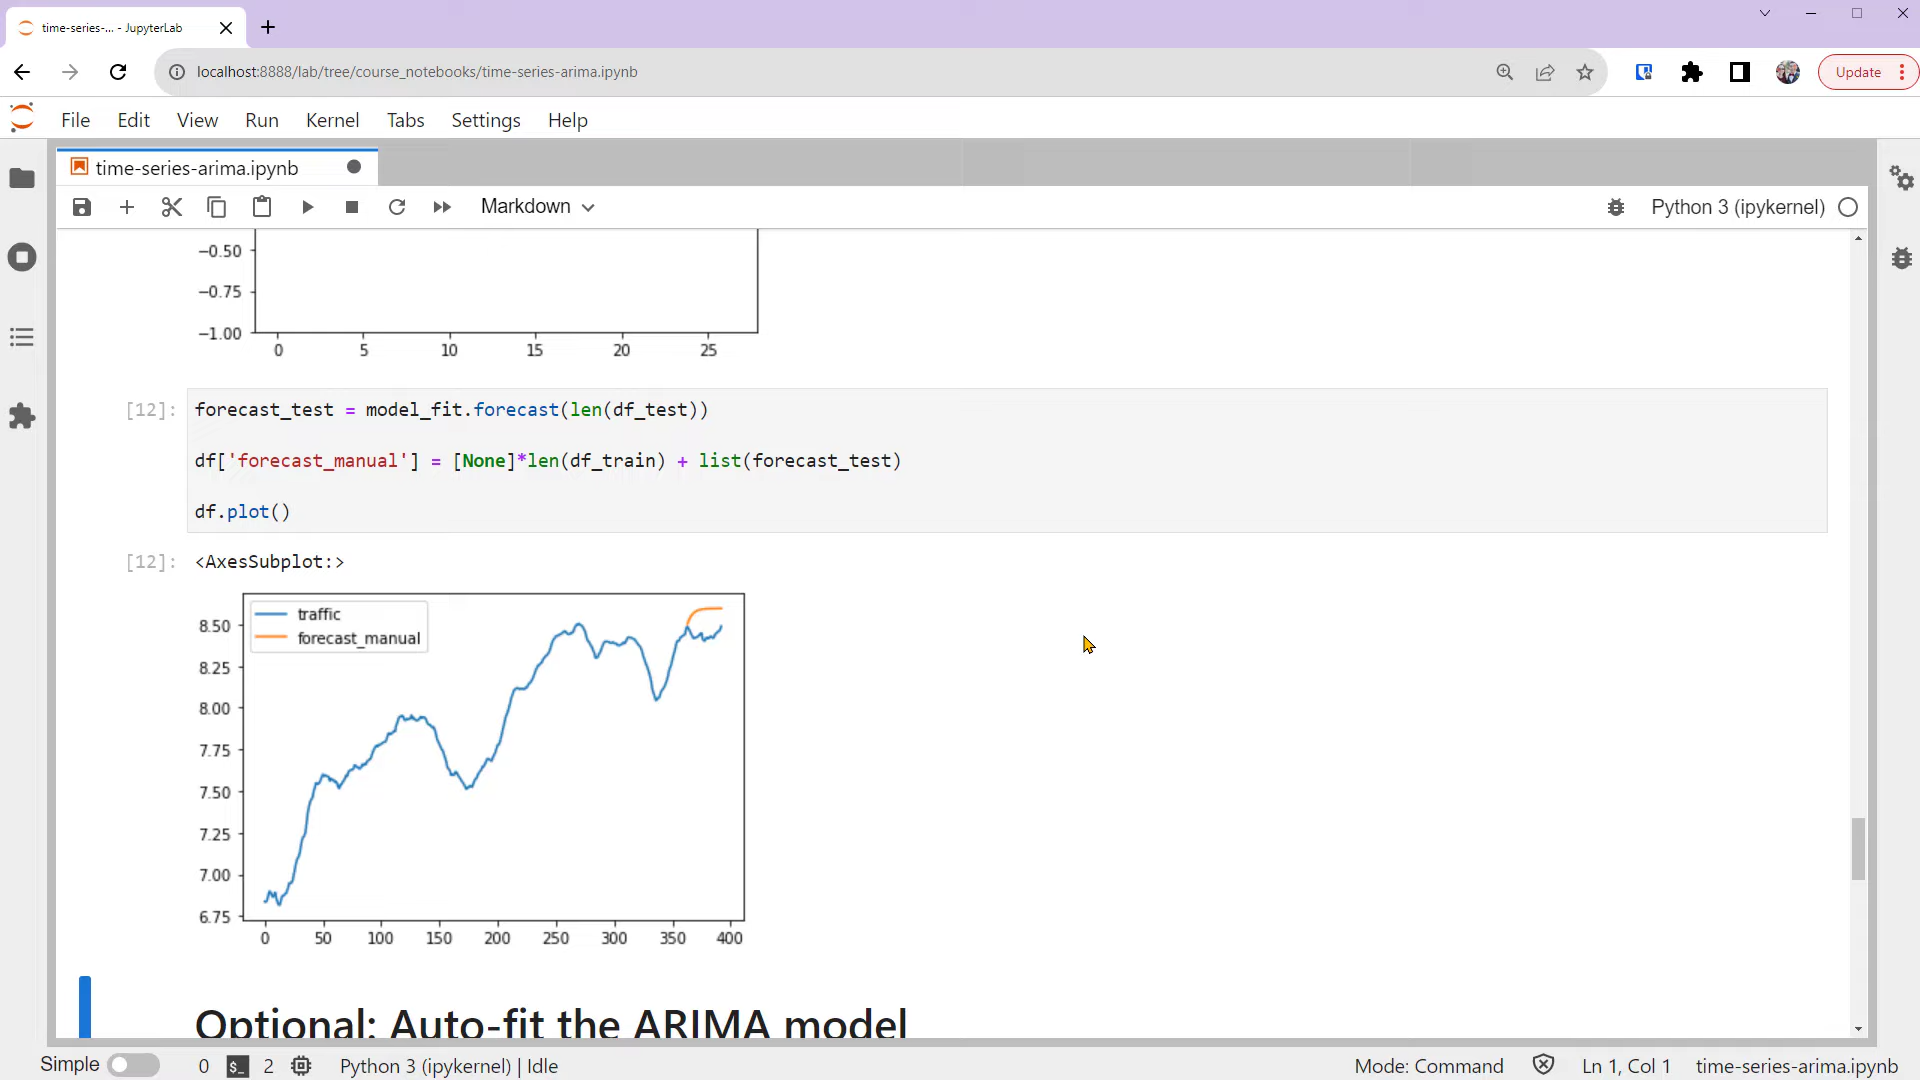 time-series-... - JupyterLab
localhost:8888/lab/tree/course_notebooks/time-series-arima.ipynb
Update
File Edit View Run Kernel Tabs Settings Help
time-series-arima.ipynb
Markdown
Python 3 (ipykernel)
−0.50
−0.75
−1.00
0 5 10 15 20 25
[12]: forecast_test = model_fit.forecast(len(df_test))
df['forecast_manual'] = [None]*len(df_train) + list(forecast_test)
df.plot()
[12]: <AxesSubplot:>
traffic
forecast_manual
8.50
8.25
8.00
7.75
7.50
7.25
7.00
6.75
0 50 100 150 200 250 300 350 400
Optional: Auto-fit the ARIMA model
Simple 0 $_ 2 Python 3 (ipykernel) | Idle Mode: Command Ln 1, Col 1 time-series-arima.ipynb